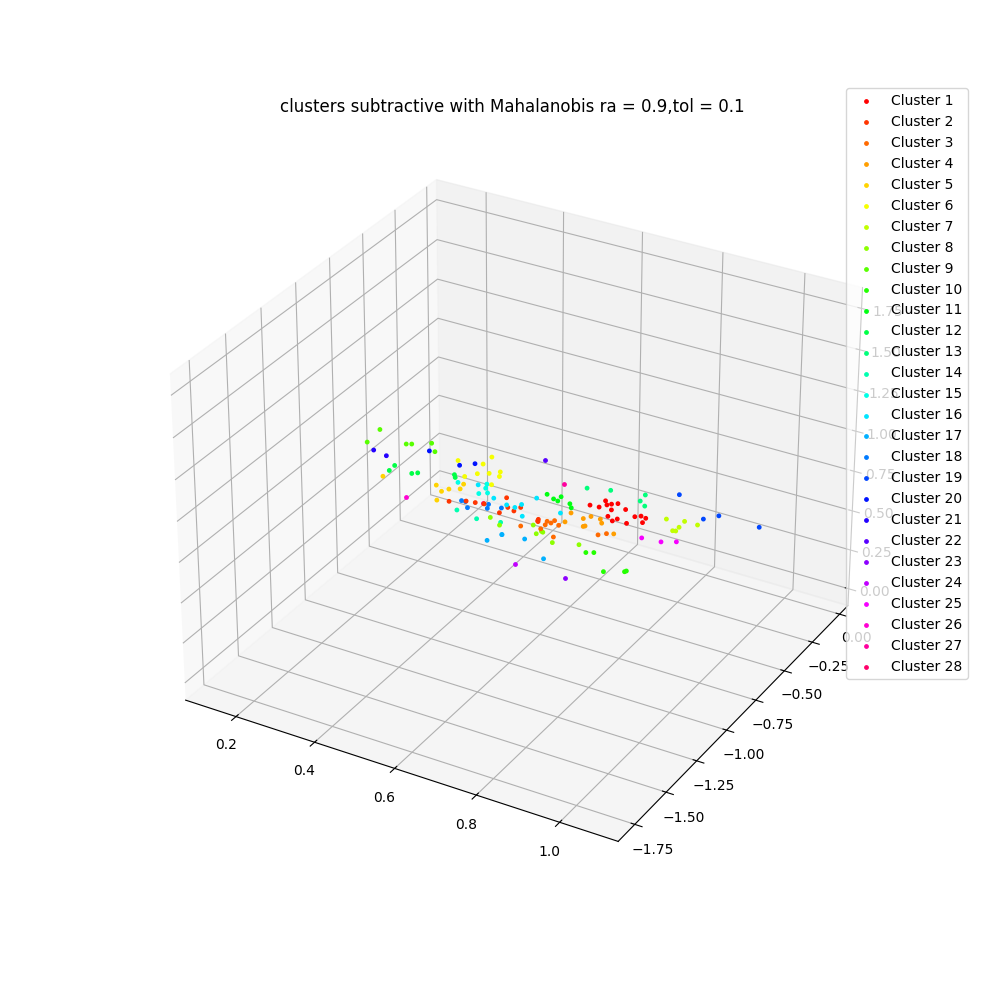 clusters subtractive with Mahalanobis ra = 0.9,tol = 0.1
Cluster 1
Cluster 2
Cluster 3
Cluster 4
Cluster 5
Cluster 6
Cluster 7
Cluster 8
Cluster 9
Cluster 10
Cluster 11
Cluster 12
Cluster 13
Cluster 14
Cluster 15
Cluster 16
Cluster 17
Cluster 18
Cluster 19
Cluster 20
Cluster 21
Cluster 22
Cluster 23
Cluster 24
Cluster 25
Cluster 26
Cluster 27
Cluster 28
1.75
1.50
1.25
1.00
0.75
0.50
0.25
0.00
0.00
−0.25
−0.50
−0.75
−1.00
−1.25
−1.50
−1.75
0.2
0.4
0.6
0.8
1.0